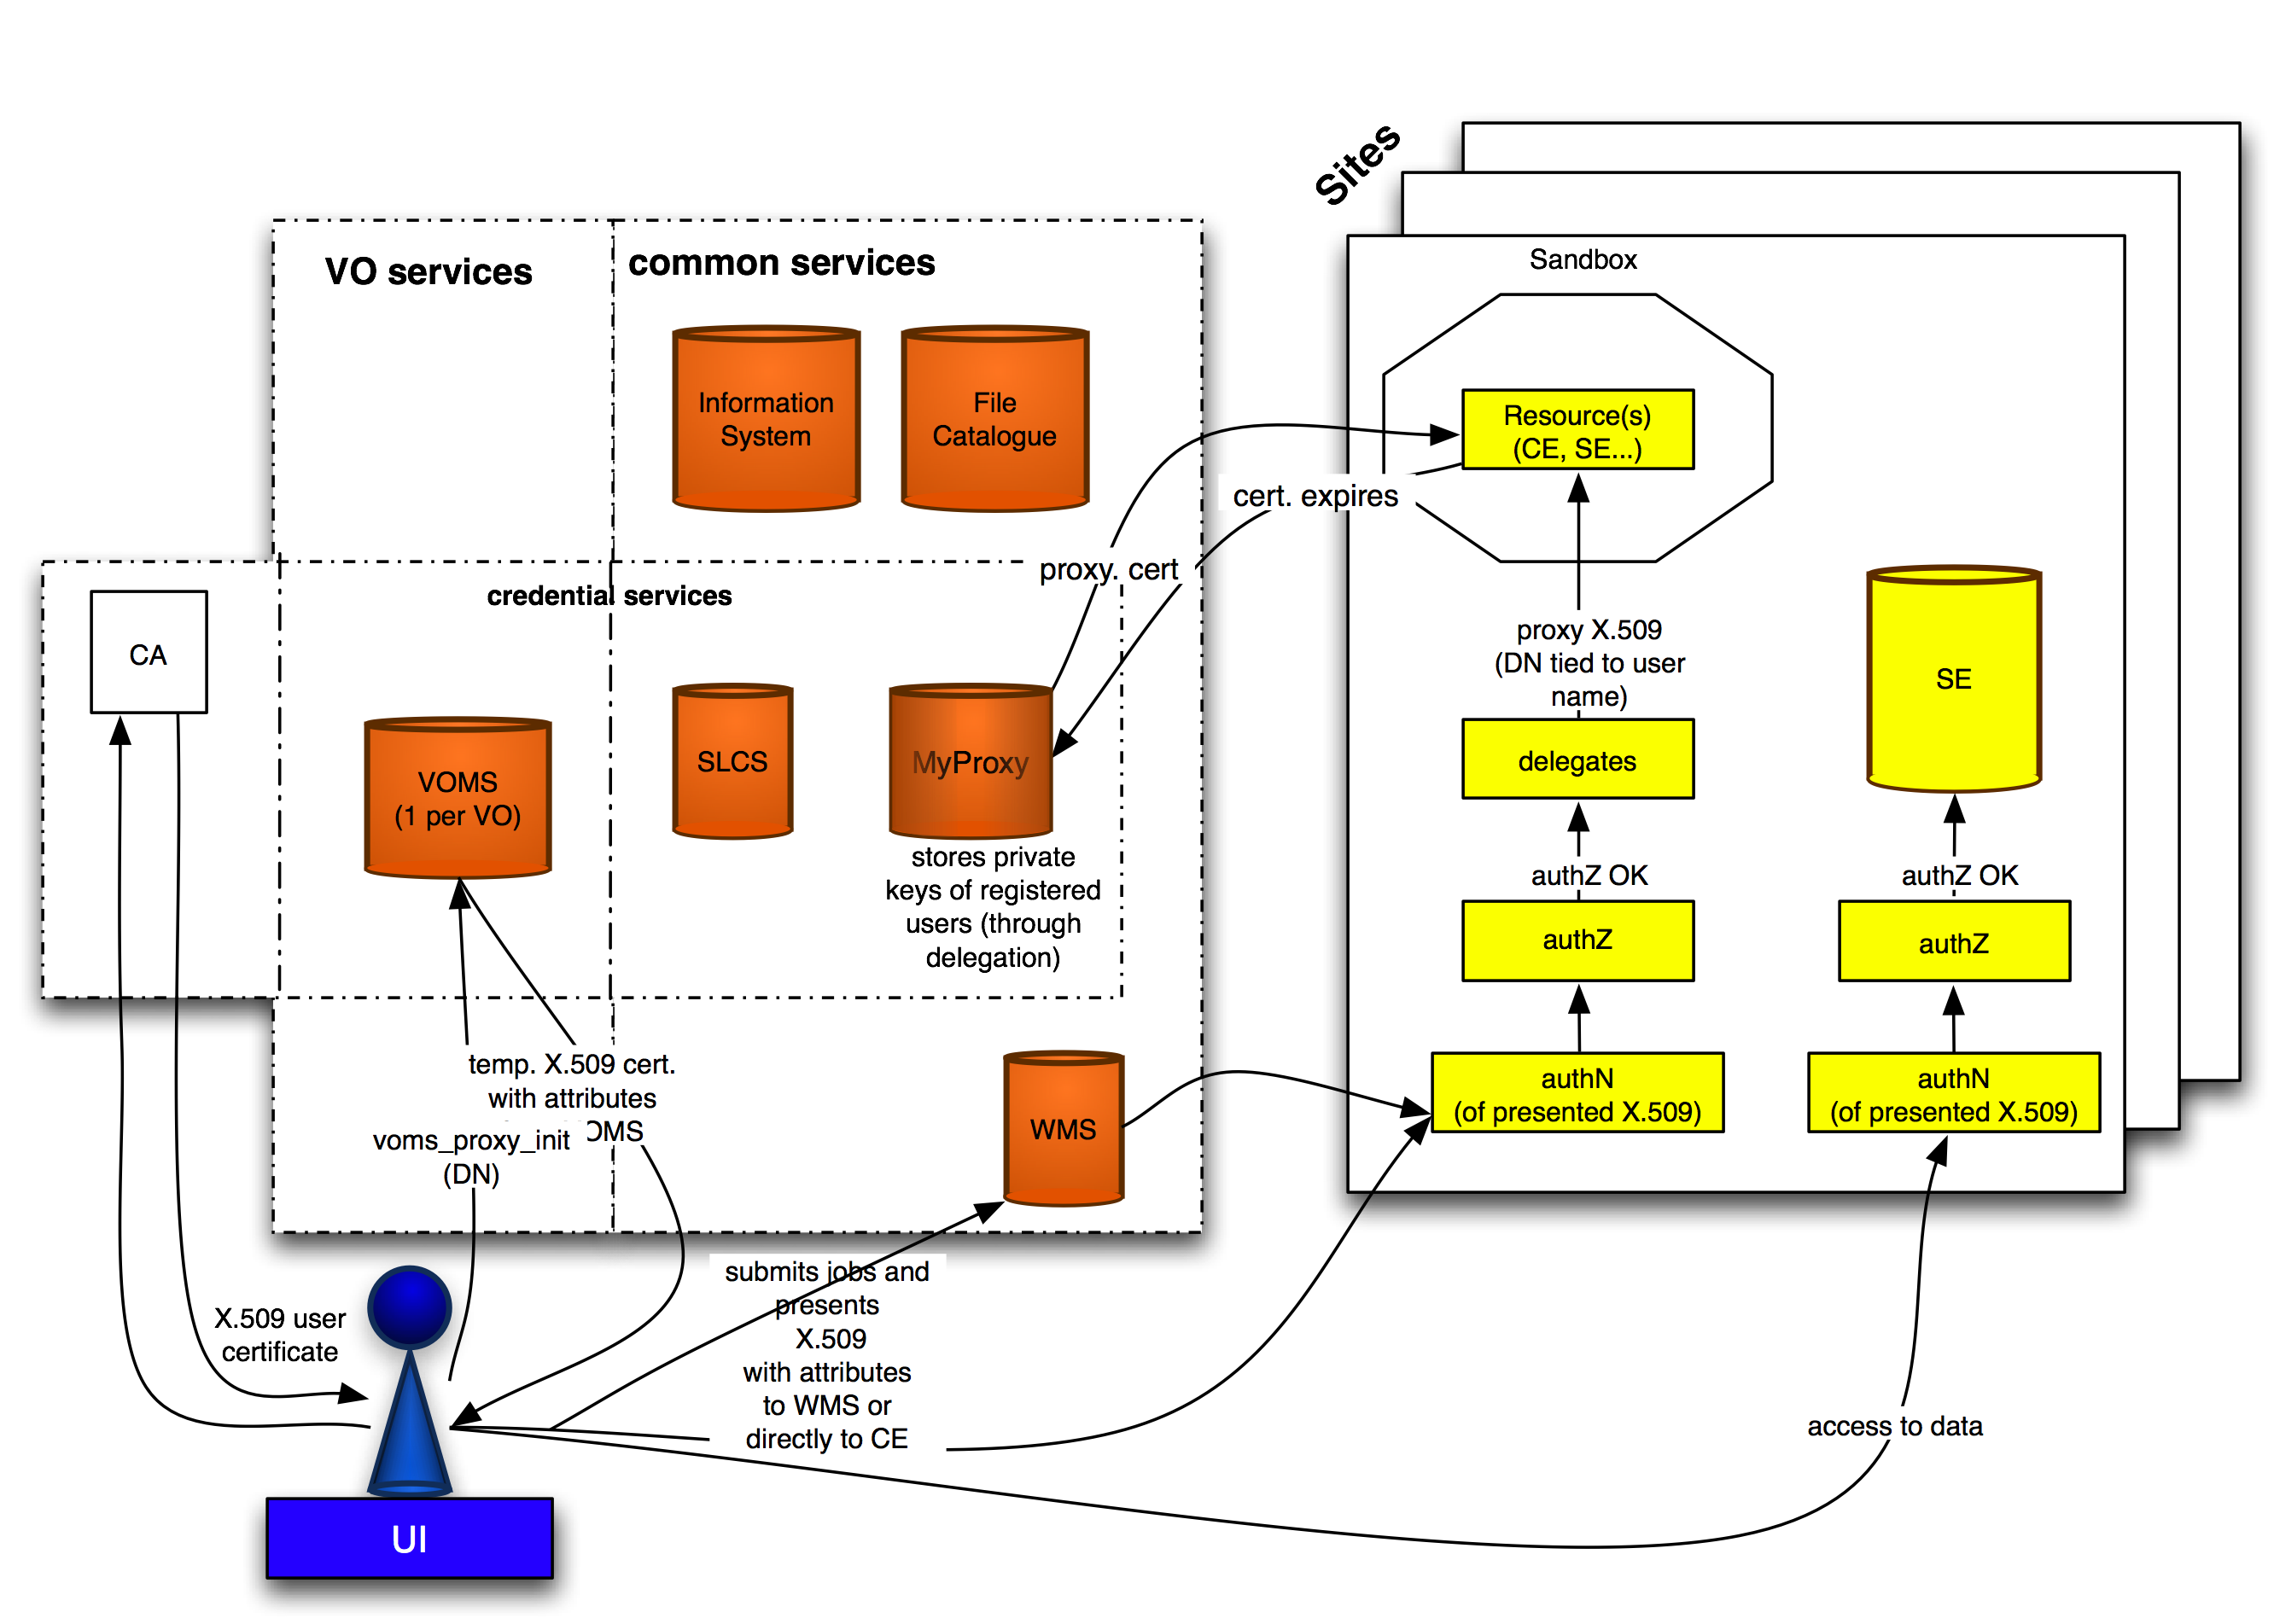 Sites
VO services
common services
Information
System
File
Catalogue
credential services
CA
VOMS
(1 per VO)
SLCS
MyProxy
stores private
keys of registered
users (through
delegation)
proxy. cert
cert. expires
temp. X.509 cert.
with attributes
OMS
voms_proxy_init
(DN)
WMS
X.509 user
certificate
submits jobs and
presents
X.509
with attributes
to WMS or
directly to CE
UI
access to data
Sandbox
Resource(s)
(CE, SE...)
proxy X.509
(DN tied to user
name)
delegates
authZ OK
authZ
authN
(of presented X.509)
SE
authZ OK
authZ
authN
(of presented X.509)